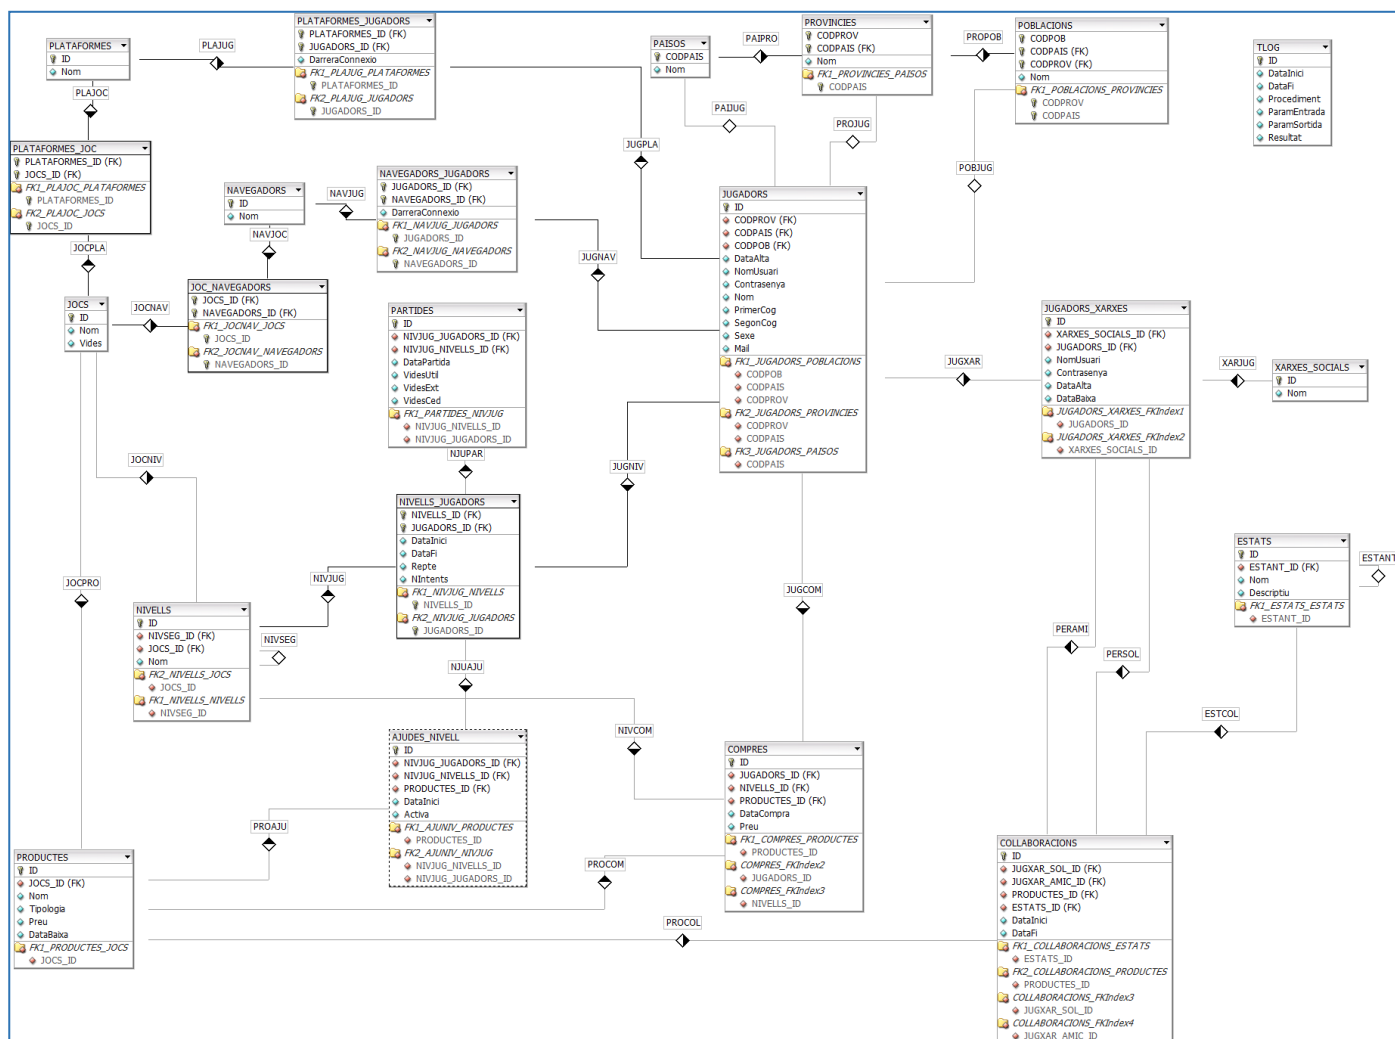 PLATAFORMES
ID
Nom
PLAJUG
PLATAFORMES_JUGADORS
PLATAFORMES_ID (FK)
JUGADORS_ID (FK)
DarreraConnexio
FK1_PLAJUG_PLATAFORMES
PLATAFORMES_ID
FK2_PLAJUG_JUGADORS
JUGADORS_ID
PAISOS
CODPAIS
Nom
PAIPRO
PROVINCIES
CODPROV
CODPAIS (FK)
Nom
FK1_PROVINCIES_PAISOS
CODPAIS
PROPOB
POBLACIONS
CODPOB
CODPAIS (FK)
CODPROV (FK)
Nom
FK1_POBLACIONS_PROVINCIES
CODPROV
CODPAIS
TLOG
ID
DataInici
DataFi
Procediment
ParamEntrada
ParamSortida
Resultat
PLAJOC
PAIJUG
PROJUG
JUGPLA
POBJUG
PLATAFORMES_JOC
PLATAFORMES_ID (FK)
JOCS_ID (FK)
FK1_PLAJOC_PLATAFORMES
PLATAFORMES_ID
FK2_PLAJOC_JOCS
JOCS_ID
NAVEGADORS
ID
Nom
NAVJUG
NAVEGADORS_JUGADORS
JUGADORS_ID (FK)
NAVEGADORS_ID (FK)
DarreraConnexio
FK1_NAVJUG_JUGADORS
JUGADORS_ID
FK2_NAVJUG_NAVEGADORS
NAVEGADORS_ID
JUGADORS
ID
CODPROV (FK)
CODPAIS (FK)
CODPOB (FK)
DataAlta
NomUsuari
Contrasenya
Nom
PrimerCog
SegonCog
Sexe
Mail
FK1_JUGADORS_POBLACIONS
CODPOB
CODPAIS
CODPROV
FK2_JUGADORS_PROVINCIES
CODPROV
CODPAIS
FK3_JUGADORS_PAISOS
CODPAIS
JOCPLA
NAVJOC
JUGNAV
JOCS
ID
Nom
Vides
JOCNAV
JOC_NAVEGADORS
JOCS_ID (FK)
NAVEGADORS_ID (FK)
FK1_JOCNAV_JOCS
JOCS_ID
FK2_JOCNAV_NAVEGADORS
NAVEGADORS_ID
PARTIDES
ID
NIVJUG_JUGADORS_ID (FK)
NIVJUG_NIVELLS_ID (FK)
DataPartida
VidesUtil
VidesExt
VidesCed
FK1_PARTIDES_NIVJUG
NIVJUG_NIVELLS_ID
NIVJUG_JUGADORS_ID
JUGXAR
JUGADORS_XARXES
ID
XARXES_SOCIALS_ID (FK)
JUGADORS_ID (FK)
NomUsuari
Contrasenya
DataAlta
DataBaixa
JUGADORS_XARXES_FKIndex1
JUGADORS_ID
JUGADORS_XARXES_FKIndex2
XARXES_SOCIALS_ID
XARJUG
XARXES_SOCIALS
ID
Nom
JOCNIV
NJUPAR
JUGNIV
NIVELLS_JUGADORS
NIVELLS_ID (FK)
JUGADORS_ID (FK)
DataInici
DataFi
Repte
NIntents
FK1_NIVJUG_NIVELLS
NIVELLS_ID
FK2_NIVJUG_JUGADORS
JUGADORS_ID
ESTATS
ID
ESTANT_ID (FK)
Nom
Descriptiu
FK1_ESTATS_ESTATS
ESTANT_ID
ESTANT
JOCPRO
NIVJUG
JUGCOM
NIVELLS
ID
NIVSEG_ID (FK)
JOCS_ID (FK)
Nom
FK2_NIVELLS_JOCS
JOCS_ID
FK1_NIVELLS_NIVELLS
NIVSEG_ID
NIVSEG
NJUAJU
PERAMI
PERSOL
ESTCOL
NIVCOM
AJUDES_NIVELL
ID
NIVJUG_JUGADORS_ID (FK)
NIVJUG_NIVELLS_ID (FK)
PRODUCTES_ID (FK)
DataInici
Activa
FK1_AJUNIV_PRODUCTES
PRODUCTES_ID
FK2_AJUNIV_NIVJUG
NIVJUG_NIVELLS_ID
NIVJUG_JUGADORS_ID
COMPRES
ID
JUGADORS_ID (FK)
NIVELLS_ID (FK)
PRODUCTES_ID (FK)
DataCompra
Preu
FK1_COMPRES_PRODUCTES
PRODUCTES_ID
COMPRES_FKIndex2
JUGADORS_ID
COMPRES_FKIndex3
NIVELLS_ID
PROAJU
PROCOM
PROCOL
PRODUCTES
ID
JOCS_ID (FK)
Nom
Tipologia
Preu
DataBaixa
FK1_PRODUCTES_JOCS
JOCS_ID
COLLABORACIONS
ID
JUGXAR_SOL_ID (FK)
JUGXAR_AMIC_ID (FK)
PRODUCTES_ID (FK)
ESTATS_ID (FK)
DataInici
DataFi
FK1_COLLABORACIONS_ESTATS
ESTATS_ID
FK2_COLLABORACIONS_PRODUCTES
PRODUCTES_ID
COLLABORACIONS_FKIndex3
JUGXAR_SOL_ID
COLLABORACIONS_FKIndex4
JUGXAR_AMIC_ID